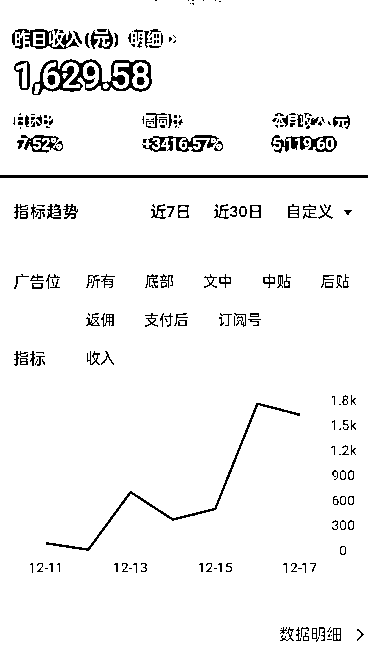 昨日收入(元) 明细 >
1,629.58
日环比 周同比 本月收入(元)
-7.52% +3416.57% 5,119.60
指标趋势 近7日 近30日 自定义
广告位 所有 底部 文中 中贴 后贴
返佣 支付后 订阅号
指标 收入
1.8k
1.5k
1.2k
900
600
300
0
12-11 12-13 12-15 12-17
数据明细 >